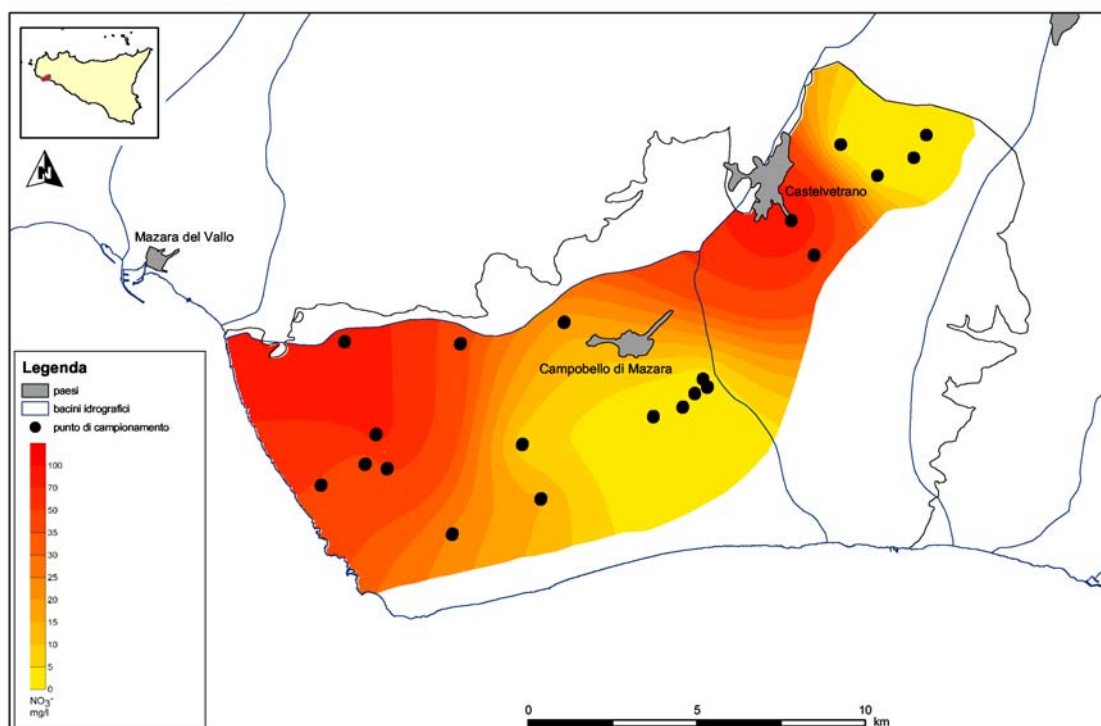 N
Castelvetrano
Mazara del Vallo
Campobello di Mazara
Legenda
paesi
bacini idrografici
punto di campionamento
100
70
50
35
30
25
20
15
10
5
0
NO3-
mg/l
0 5 10
km